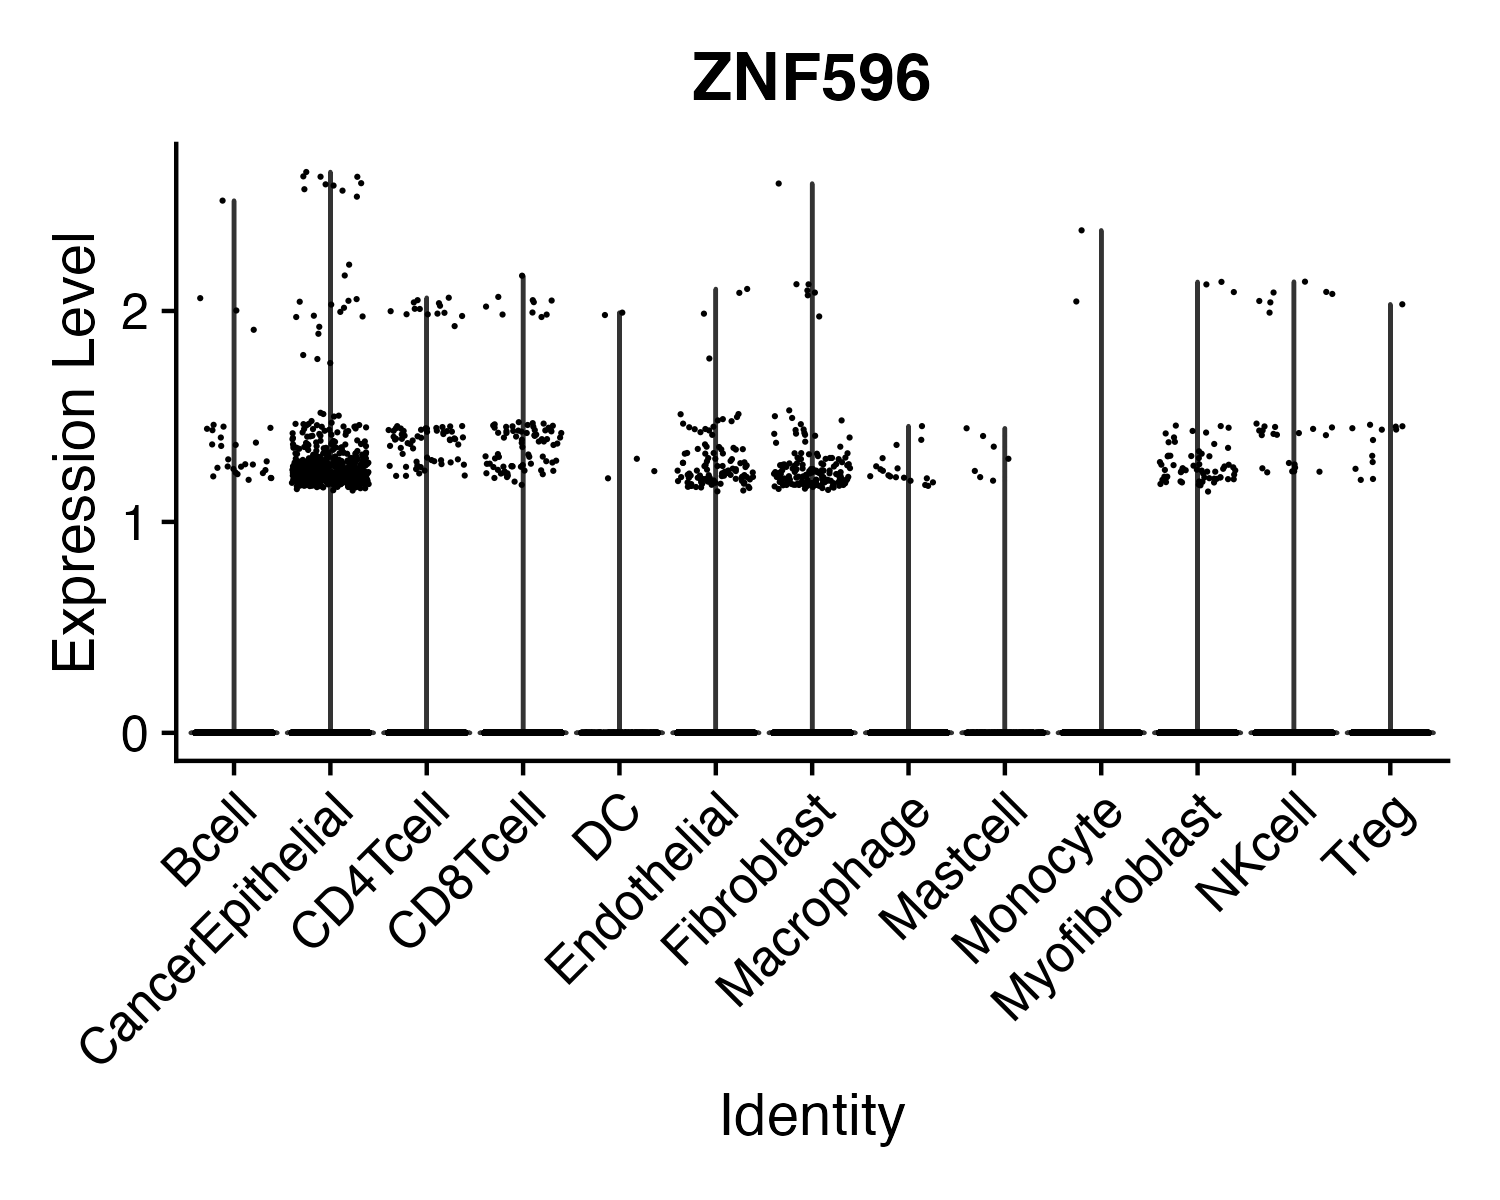 ZNF596
Expression Level
2
1
0
Bcell
CancerEpithelial
CD4Tcell
CD8Tcell
DC
Endothelial
Fibroblast
Macrophage
Mastcell
Monocyte
Myofibroblast
NKcell
Treg
Identity